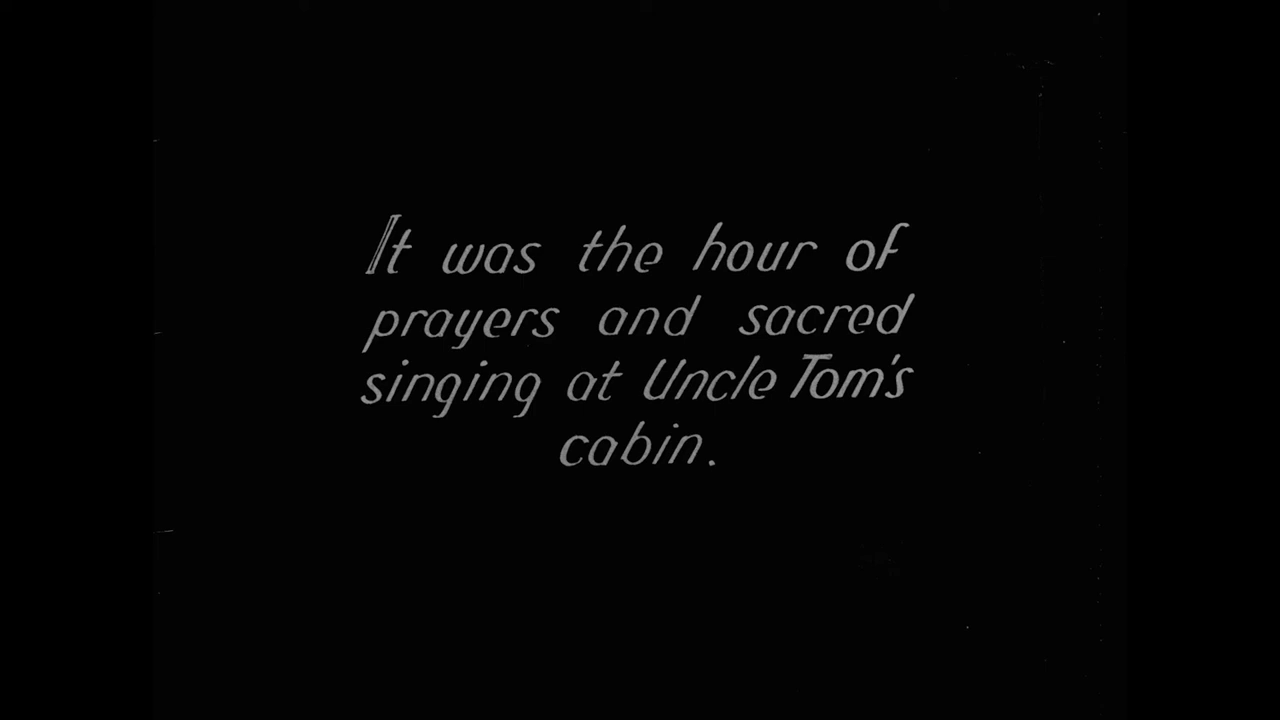 It was the hour of
prayers and sacred
singing at Uncle Tom's
cabin.